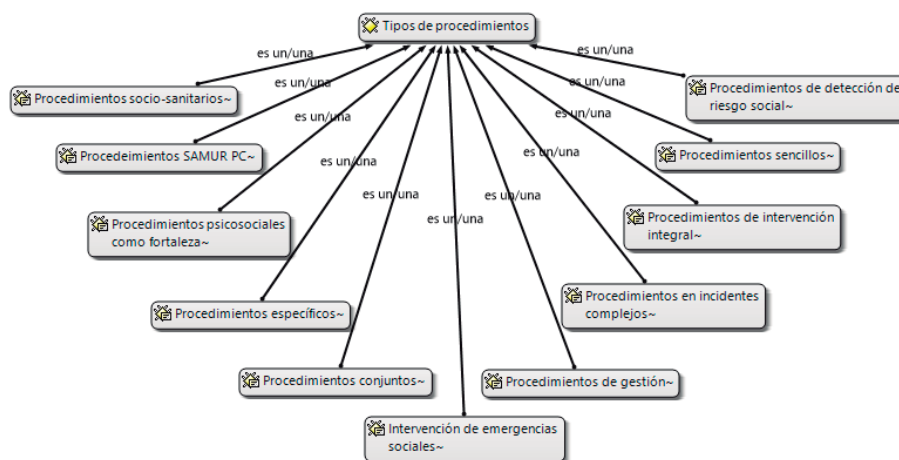 Tipos de procedimientos
es un/una
es un/una
es un/una
es un/una
es un/una
es un/una
es un/una
es un/una
es un/una
es un/una
es un/una
Procedimientos socio-sanitarios~
Procedimientos de detección de
riesgo social~
Procedeimientos SAMUR PC~
Procedimientos sencillos~
Procedimientos psicosociales
como fortaleza~
Procedimientos de intervención
integral~
Procedimientos específicos~
Procedimientos en incidentes
complejos~
Procedimientos conjuntos~
Procedimientos de gestión~
Intervención de emergencias
sociales~